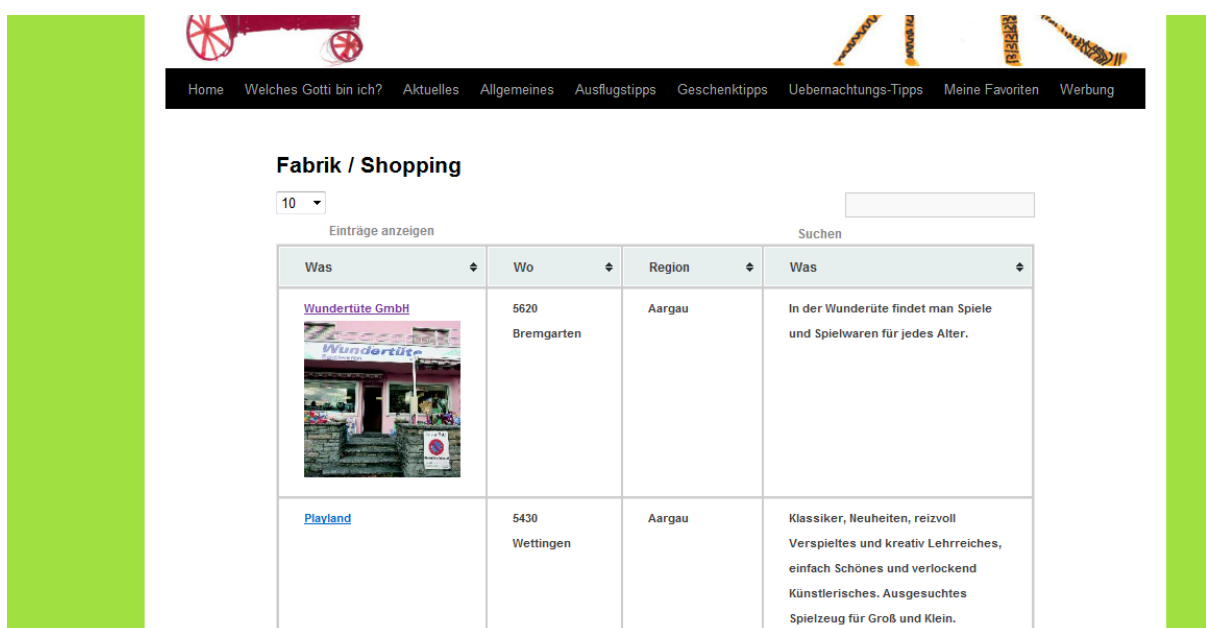 Home Welches Gotti bin ich? Aktuelles Allgemeines Ausflugstipps Geschenktipps Uebernachtungs-Tipps Meine Favoriten Werbung
Fabrik / Shopping
10
Einträge anzeigen
Suchen
Was Wo Region Was
Wundertüte GmbH
Wundertüte
5620
Bremgarten
Aargau
In der Wunderüte findet man Spiele
und Spielwaren für jedes Alter.
Playland
5430
Wettingen
Aargau
Klassiker, Neuheiten, reizvoll
Verspieltes und kreativ Lehrreiches,
einfach Schönes und verlockend
Künstlerisches. Ausgesuchtes
Spielzeug für Groß und Klein.